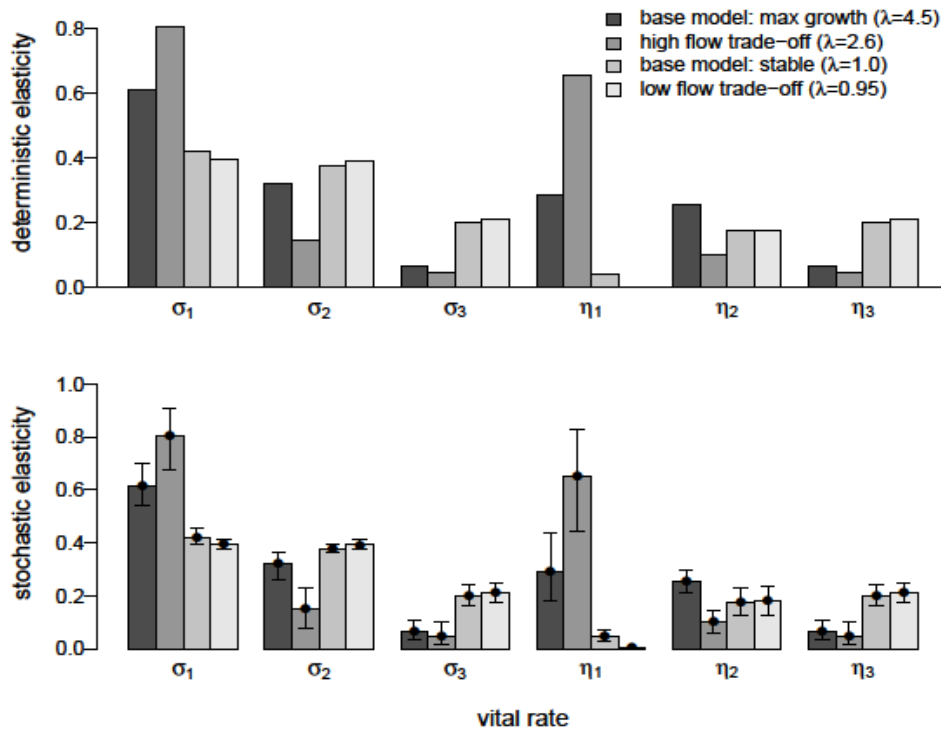 base model: max growth (λ=4.5)
high flow trade−off (λ=2.6)
base model: stable (λ=1.0)
low flow trade−off (λ=0.95)
deterministic elasticity
0.8
0.6
0.4
0.2
0.0
σ1 σ2 σ3 η1 η2 η3
stochastic elasticity
1.0
0.8
0.6
0.4
0.2
0.0
σ1 σ2 σ3 η1 η2 η3
vital rate